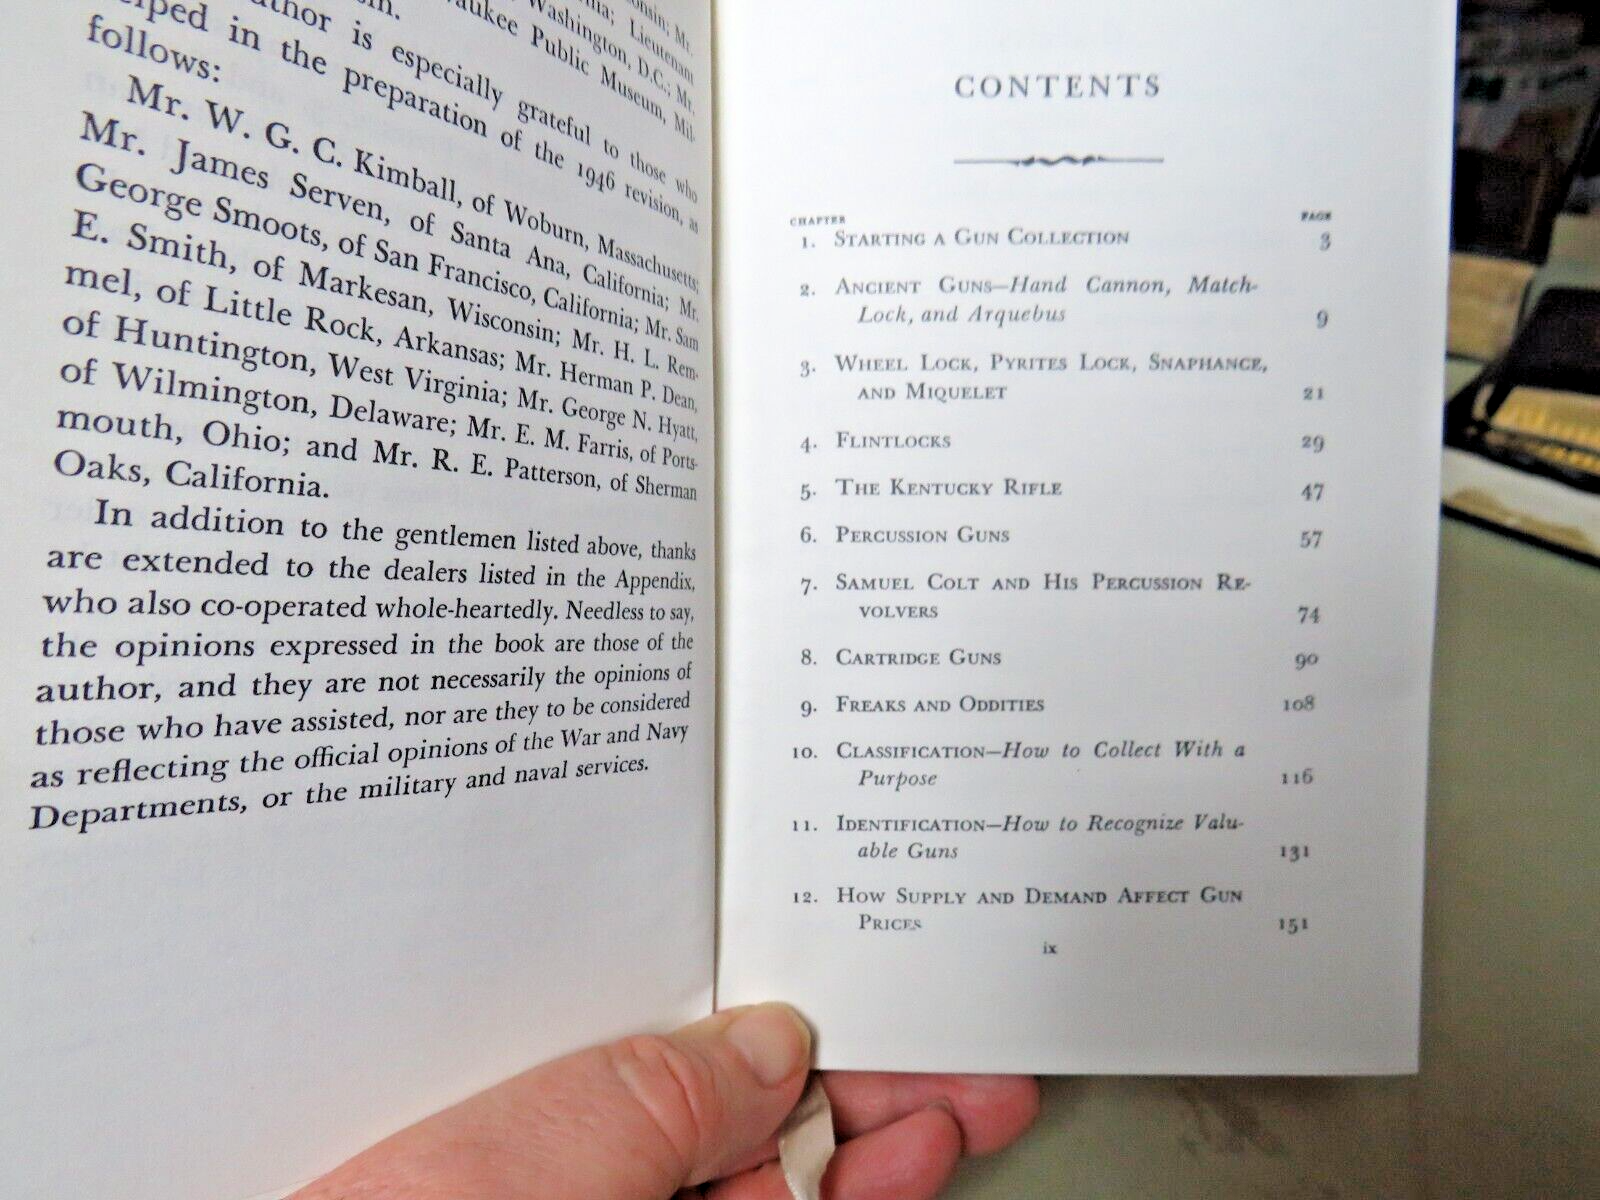 onsin; Mr.
Lieutenant
Washington, D.C.; Mr.
Public Museum, Mil-
is especially grateful to those who
in the preparation of the 1946 revision, as
follows:
Mr. W. G. C. Kimball, of Woburn, Massachusetts;
Mr. James Serven, of Santa Ana, California; Mr.
George Smoots, of San Francisco, California; Mr. Sam
E. Smith, of Markesan, Wisconsin; Mr. H. L. Rem-
mel, of Little Rock, Arkansas; Mr. Herman P. Dean,
of Huntington, West Virginia; Mr. George N. Hyatt,
of Wilmington, Delaware; Mr. E. M. Farris, of Ports-
mouth, Ohio; and Mr. R. E. Patterson, of Sherman
Oaks, California.
In addition to the gentlemen listed above, thanks
are extended to the dealers listed in the Appendix,
who also co-operated whole-heartedly. Needless to say,
the opinions expressed in the book are those of the
author, and they are not necessarily the opinions of
those who have assisted, nor are they to be considered
as reflecting the official opinions of the War and Navy
Departments, or the military and naval services.
CONTENTS
CHAPTER PAGE
1. STARTING A GUN COLLECTION 3
2. ANCIENT GUNS—Hand Cannon, Match-
Lock, and Arquebus 9
3. WHEEL LOCK, PYRITES LOCK, SNAPHANCE,
AND MIQUELET 21
4. FLINTLOCKS 29
5. THE KENTUCKY RIFLE 47
6. PERCUSSION GUNS 57
7. SAMUEL COLT AND HIS PERCUSSION RE-
VOLVERS 74
8. CARTRIDGE GUNS 90
9. FREAKS AND ODDITIES 108
10. CLASSIFICATION—How to Collect With a
Purpose 116
11. IDENTIFICATION—How to Recognize Valu-
able Guns 131
12. HOW SUPPLY AND DEMAND AFFECT GUN
PRICES 151
ix